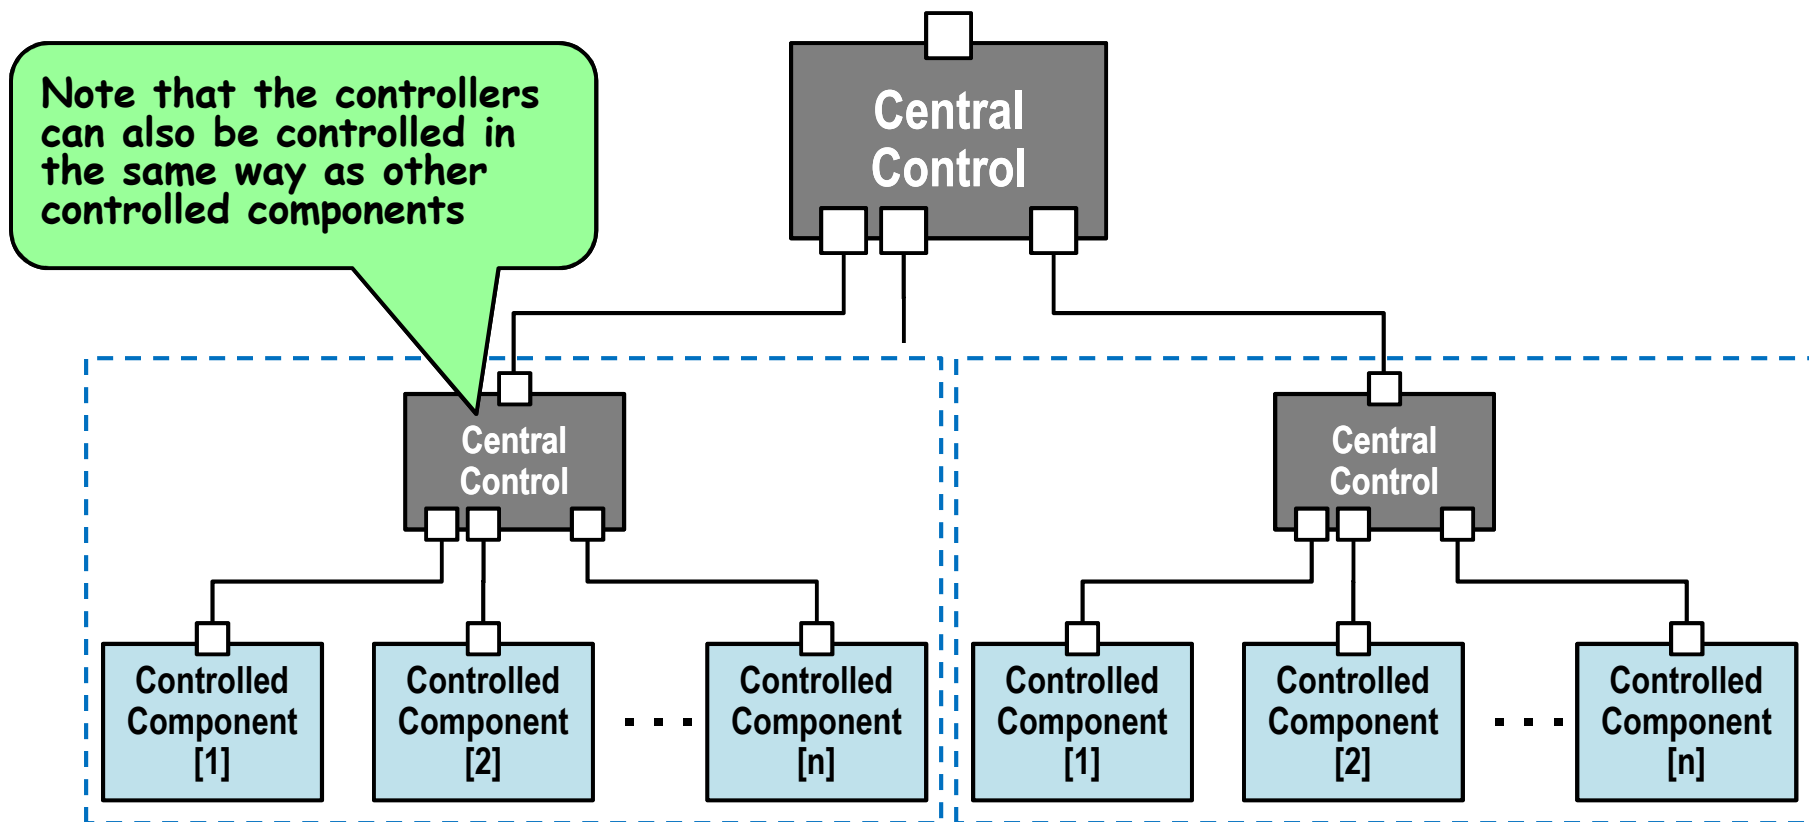 Note that the controllers
can also be controlled in
the same way as other
controlled components
Central
Control
Central
Control
Central
Control
Controlled
Component
[1]
Controlled
Component
[2]
. . . .
Controlled
Component
[n]
Controlled
Component
[1]
Controlled
Component
[2]
. . . .
Controlled
Component
[n]